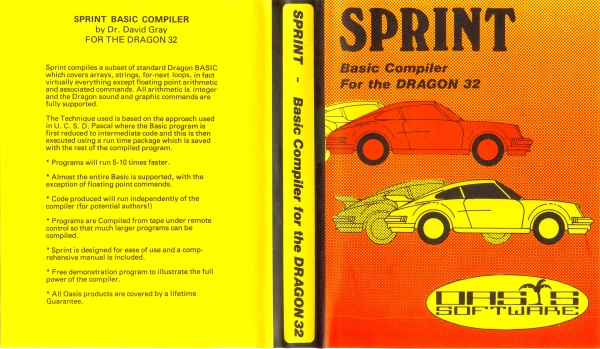 SPRINT BASIC COMPILER
by Dr. David Gray
FOR THE DRAGON 32
Sprint compiles a subset of standard Dragon BASIC
which covers arrays, strings, for-next loops, in fact
virtually everything except floating point arithmetic
and associated commands. All arithmetic is integer
and the Dragon sound and graphic commands are
fully supported.
The Technique used is based on the approach used
in U. C. S. D. Pascal where the Basic program is
first reduced to intermediate code and this is then
executed using a run time package which is saved
with the rest of the compiled program.
* Programs will run 5-10 times faster.
* Almost the entire Basic is supported, with the
exception of floating point commands.
* Code produced will run independently of the
compiler (for potential authors!)
* Programs are Compiled from tape under remote
control so that much larger programs can be
compiled.
* Sprint is designed for ease of use and a comp-
rehensive manual is included.
* Free demonstration program to illustrate the full
power of the compiler.
* All Oasis products are covered by a lifetime
Guarantee.
SPRINT - Basic Compiler for the DRAGON 32
SPRINT
Basic Compiler
For the DRAGON 32
OASIS
SOFTWARE